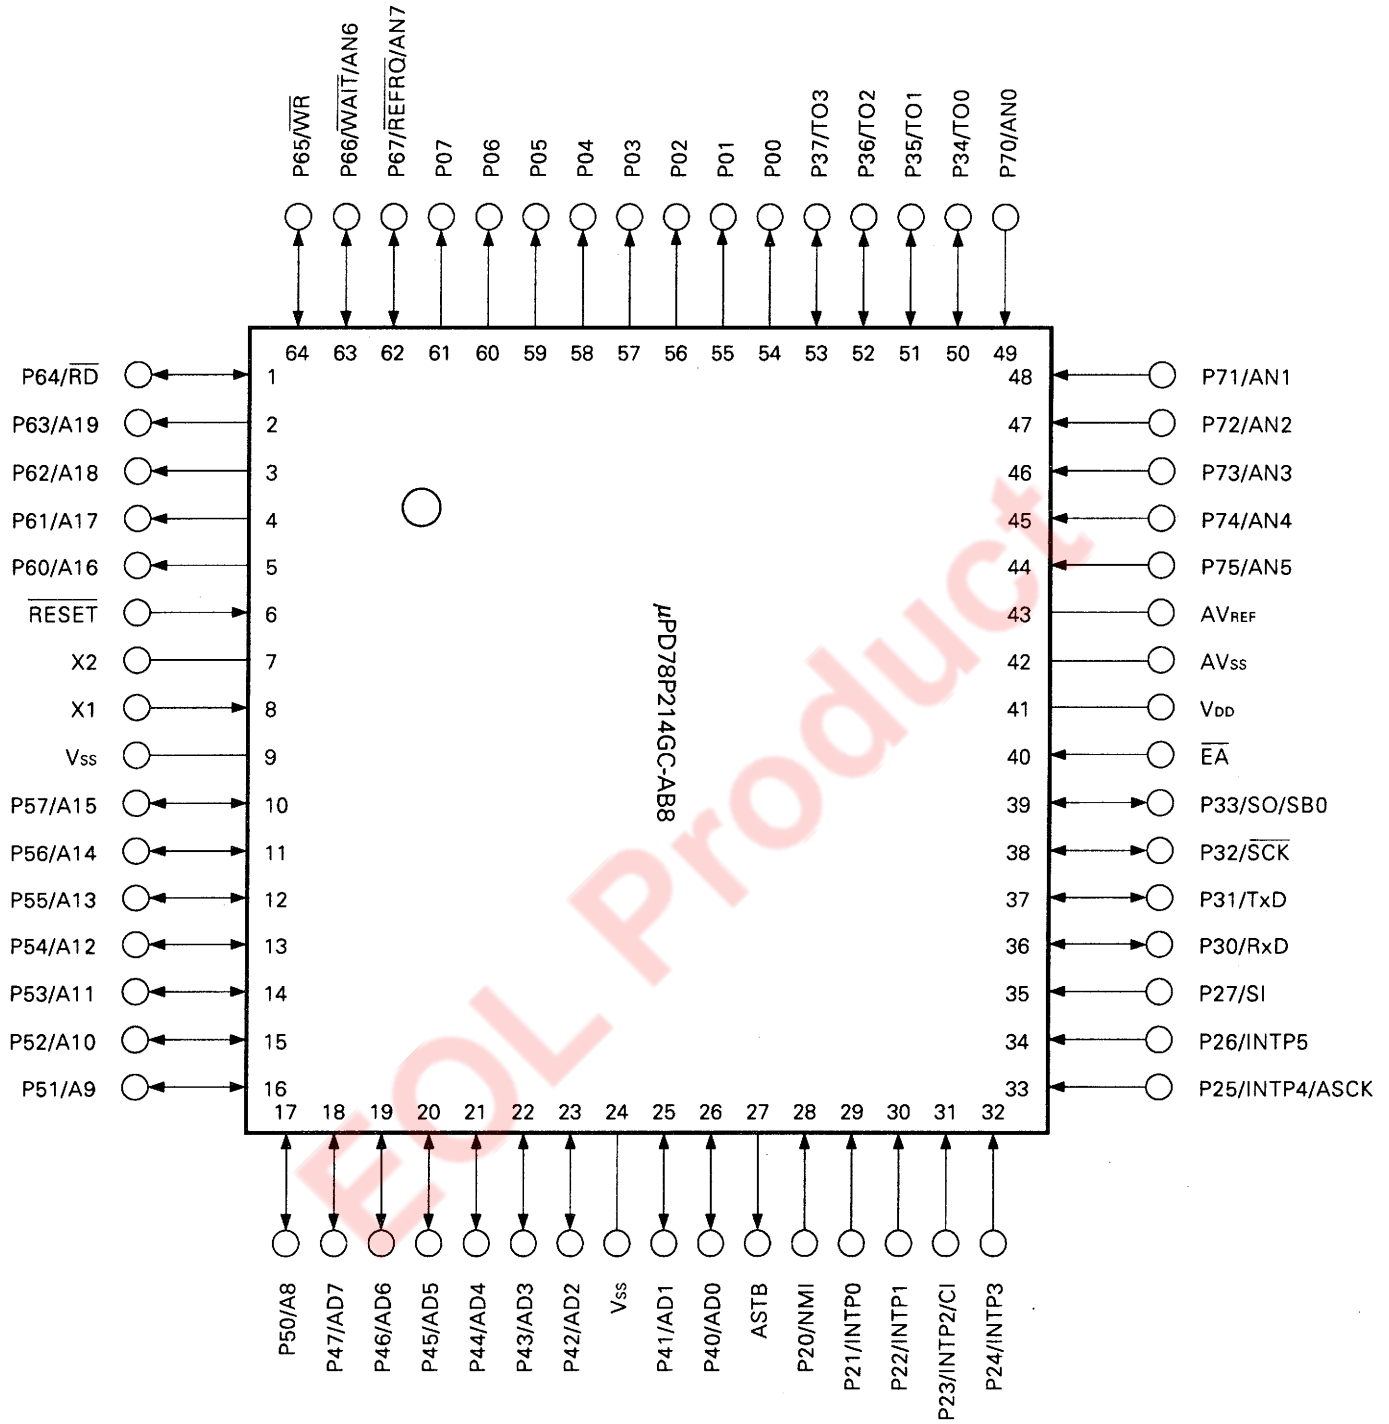 P65/WR
P66/WAIT/AN6
P67/REFRQ/AN7
P07
P06
P05
P04
P03
P02
P01
P00
P37/TO3
P36/TO2
P35/TO1
P34/TO0
P70/AN0
64 63 62 61 60 59 58 57 56 55 54 53 52 51 50 49
P64/RD 1
P63/A19 2
P62/A18 3
P61/A17 4
P60/A16 5
RESET 6
X2 7
X1 8
VSS 9
P57/A15 10
P56/A14 11
P55/A13 12
P54/A12 13
P53/A11 14
P52/A10 15
P51/A9 16
μPD78P214GC-AB8
EOL Product
48 P71/AN1
47 P72/AN2
46 P73/AN3
45 P74/AN4
44 P75/AN5
43 AVREF
42 AVSS
41 VDD
40 EA
39 P33/SO/SB0
38 P32/SCK
37 P31/TxD
36 P30/RxD
35 P27/SI
34 P26/INTP5
33 P25/INTP4/ASCK
17 18 19 20 21 22 23 24 25 26 27 28 29 30 31 32
P50/A8
P47/AD7
P46/AD6
P45/AD5
P44/AD4
P43/AD3
P42/AD2
VSS
P41/AD1
P40/AD0
ASTB
P20/NMI
P21/INTP0
P22/INTP1
P23/INTP2/CI
P24/INTP3